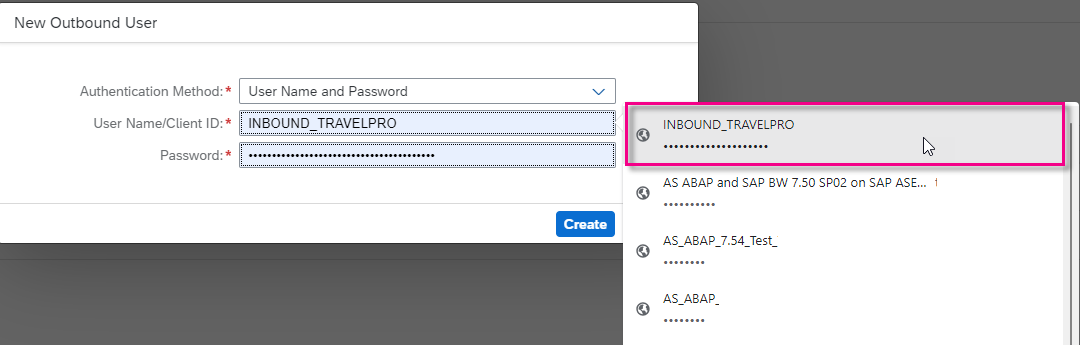 New Outbound User
Authentication Method:* User Name and Password
User Name/Client ID:* INBOUND_TRAVELPRO
Password:* ••••••••••••••••••••••••••••••••••••••••
Create
INBOUND_TRAVELPRO
••••••••••••••••••••
AS ABAP and SAP BW 7.50 SP02 on SAP ASE...
••••••••••
AS_ABAP_7.54_Test_
••••••••
AS_ABAP_
••••••••